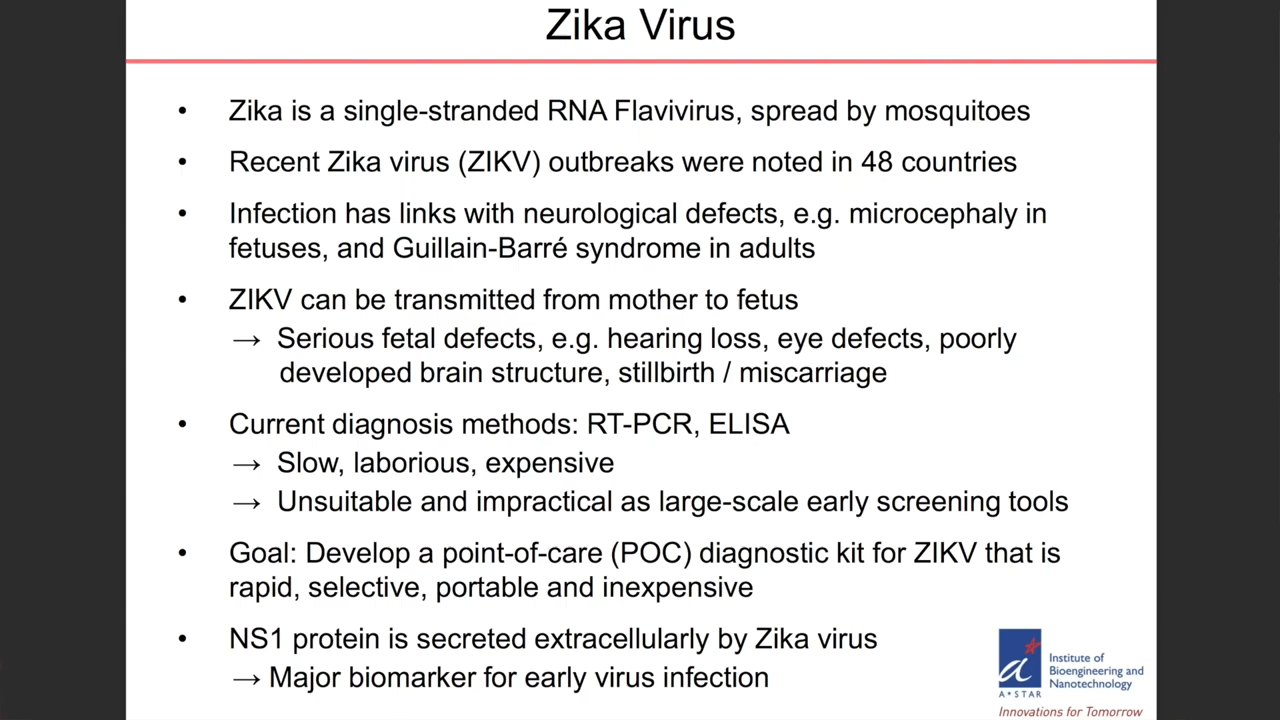 Zika Virus
• Zika is a single-stranded RNA Flavivirus, spread by mosquitoes
• Recent Zika virus (ZIKV) outbreaks were noted in 48 countries
• Infection has links with neurological defects, e.g. microcephaly in
fetuses, and Guillain-Barré syndrome in adults
• ZIKV can be transmitted from mother to fetus
→ Serious fetal defects, e.g. hearing loss, eye defects, poorly
developed brain structure, stillbirth / miscarriage
• Current diagnosis methods: RT-PCR, ELISA
→ Slow, laborious, expensive
→ Unsuitable and impractical as large-scale early screening tools
• Goal: Develop a point-of-care (POC) diagnostic kit for ZIKV that is
rapid, selective, portable and inexpensive
• NS1 protein is secreted extracellularly by Zika virus
→ Major biomarker for early virus infection
a
A*STAR
Institute of
Bioengineering and
Nanotechnology
Innovations for Tomorrow